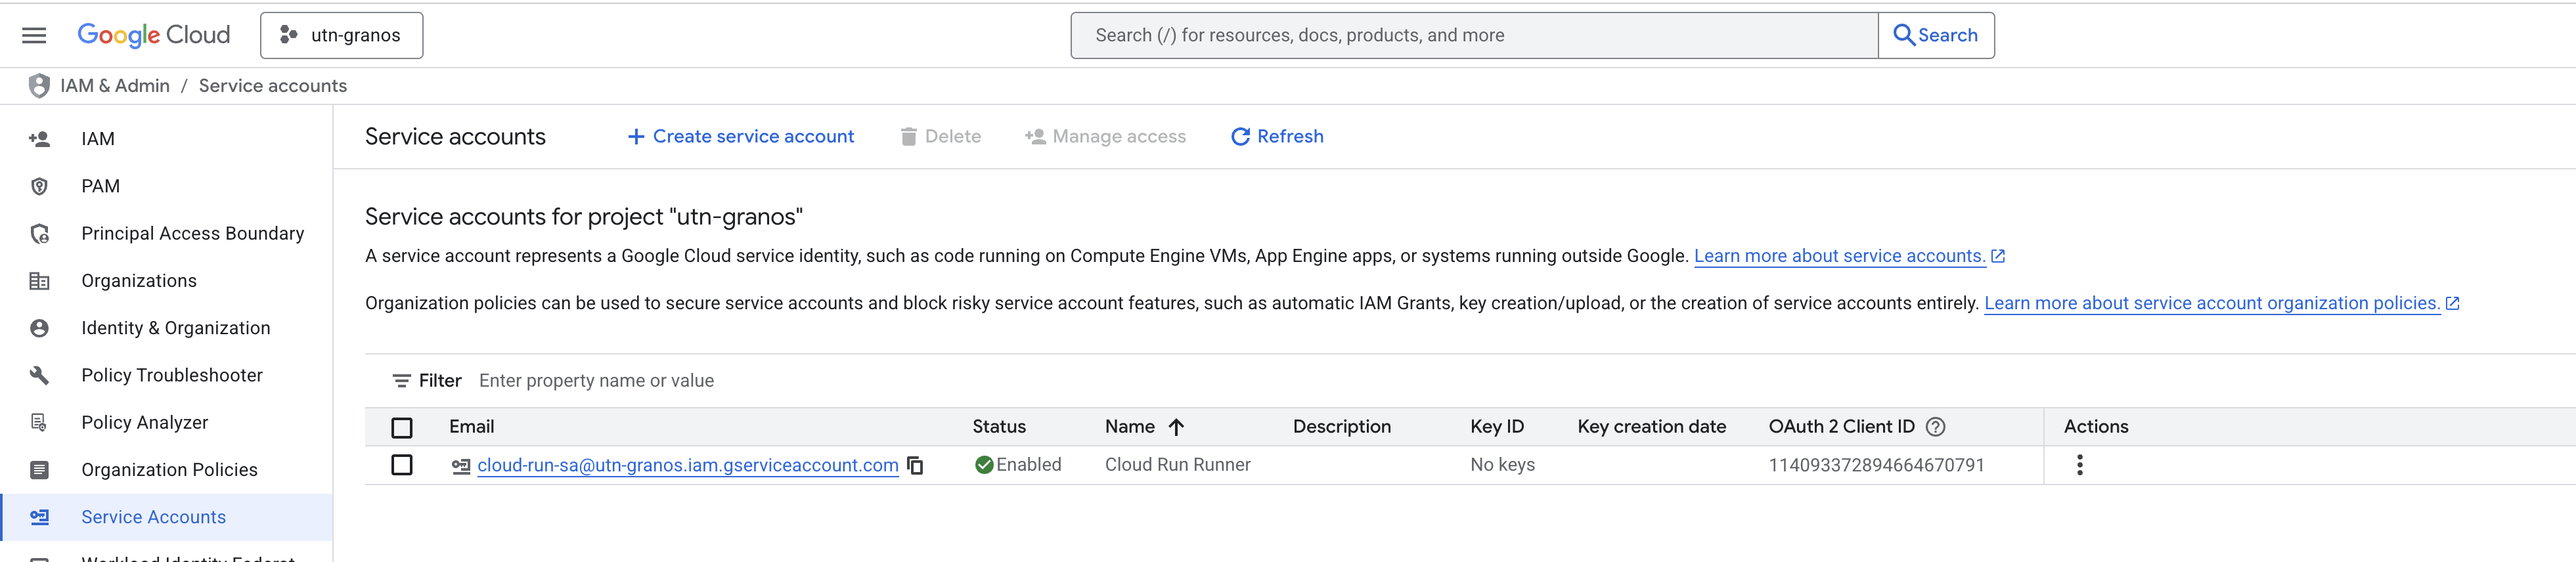 Google Cloud
utn-granos
Search (/) for resources, docs, products, and more
Search
IAM & Admin / Service accounts
IAM
PAM
Principal Access Boundary
Organizations
Identity & Organization
Policy Troubleshooter
Policy Analyzer
Organization Policies
Service Accounts
Service accounts
Create service account
Delete
Manage access
Refresh
Service accounts for project "utn-granos"
A service account represents a Google Cloud service identity, such as code running on Compute Engine VMs, App Engine apps, or systems running outside Google. Learn more about service accounts.
Organization policies can be used to secure service accounts and block risky service account features, such as automatic IAM Grants, key creation/upload, or the creation of service accounts entirely. Learn more about service account organization policies.
Filter Enter property name or value
Email Status Name Description Key ID Key creation date OAuth 2 Client ID Actions
cloud-run-sa@utn-granos.iam.gserviceaccount.com Enabled Cloud Run Runner No keys 114093372894664670791